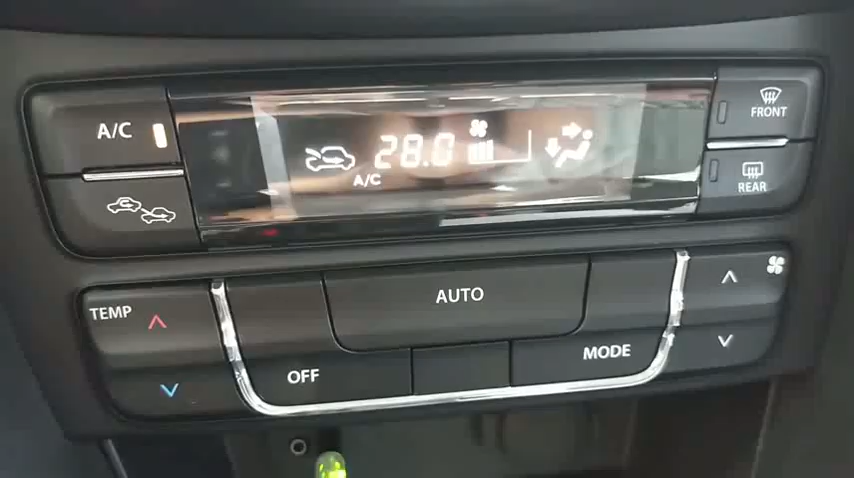 A/C
28.0
A/C
FRONT
REAR
TEMP
AUTO
OFF
MODE